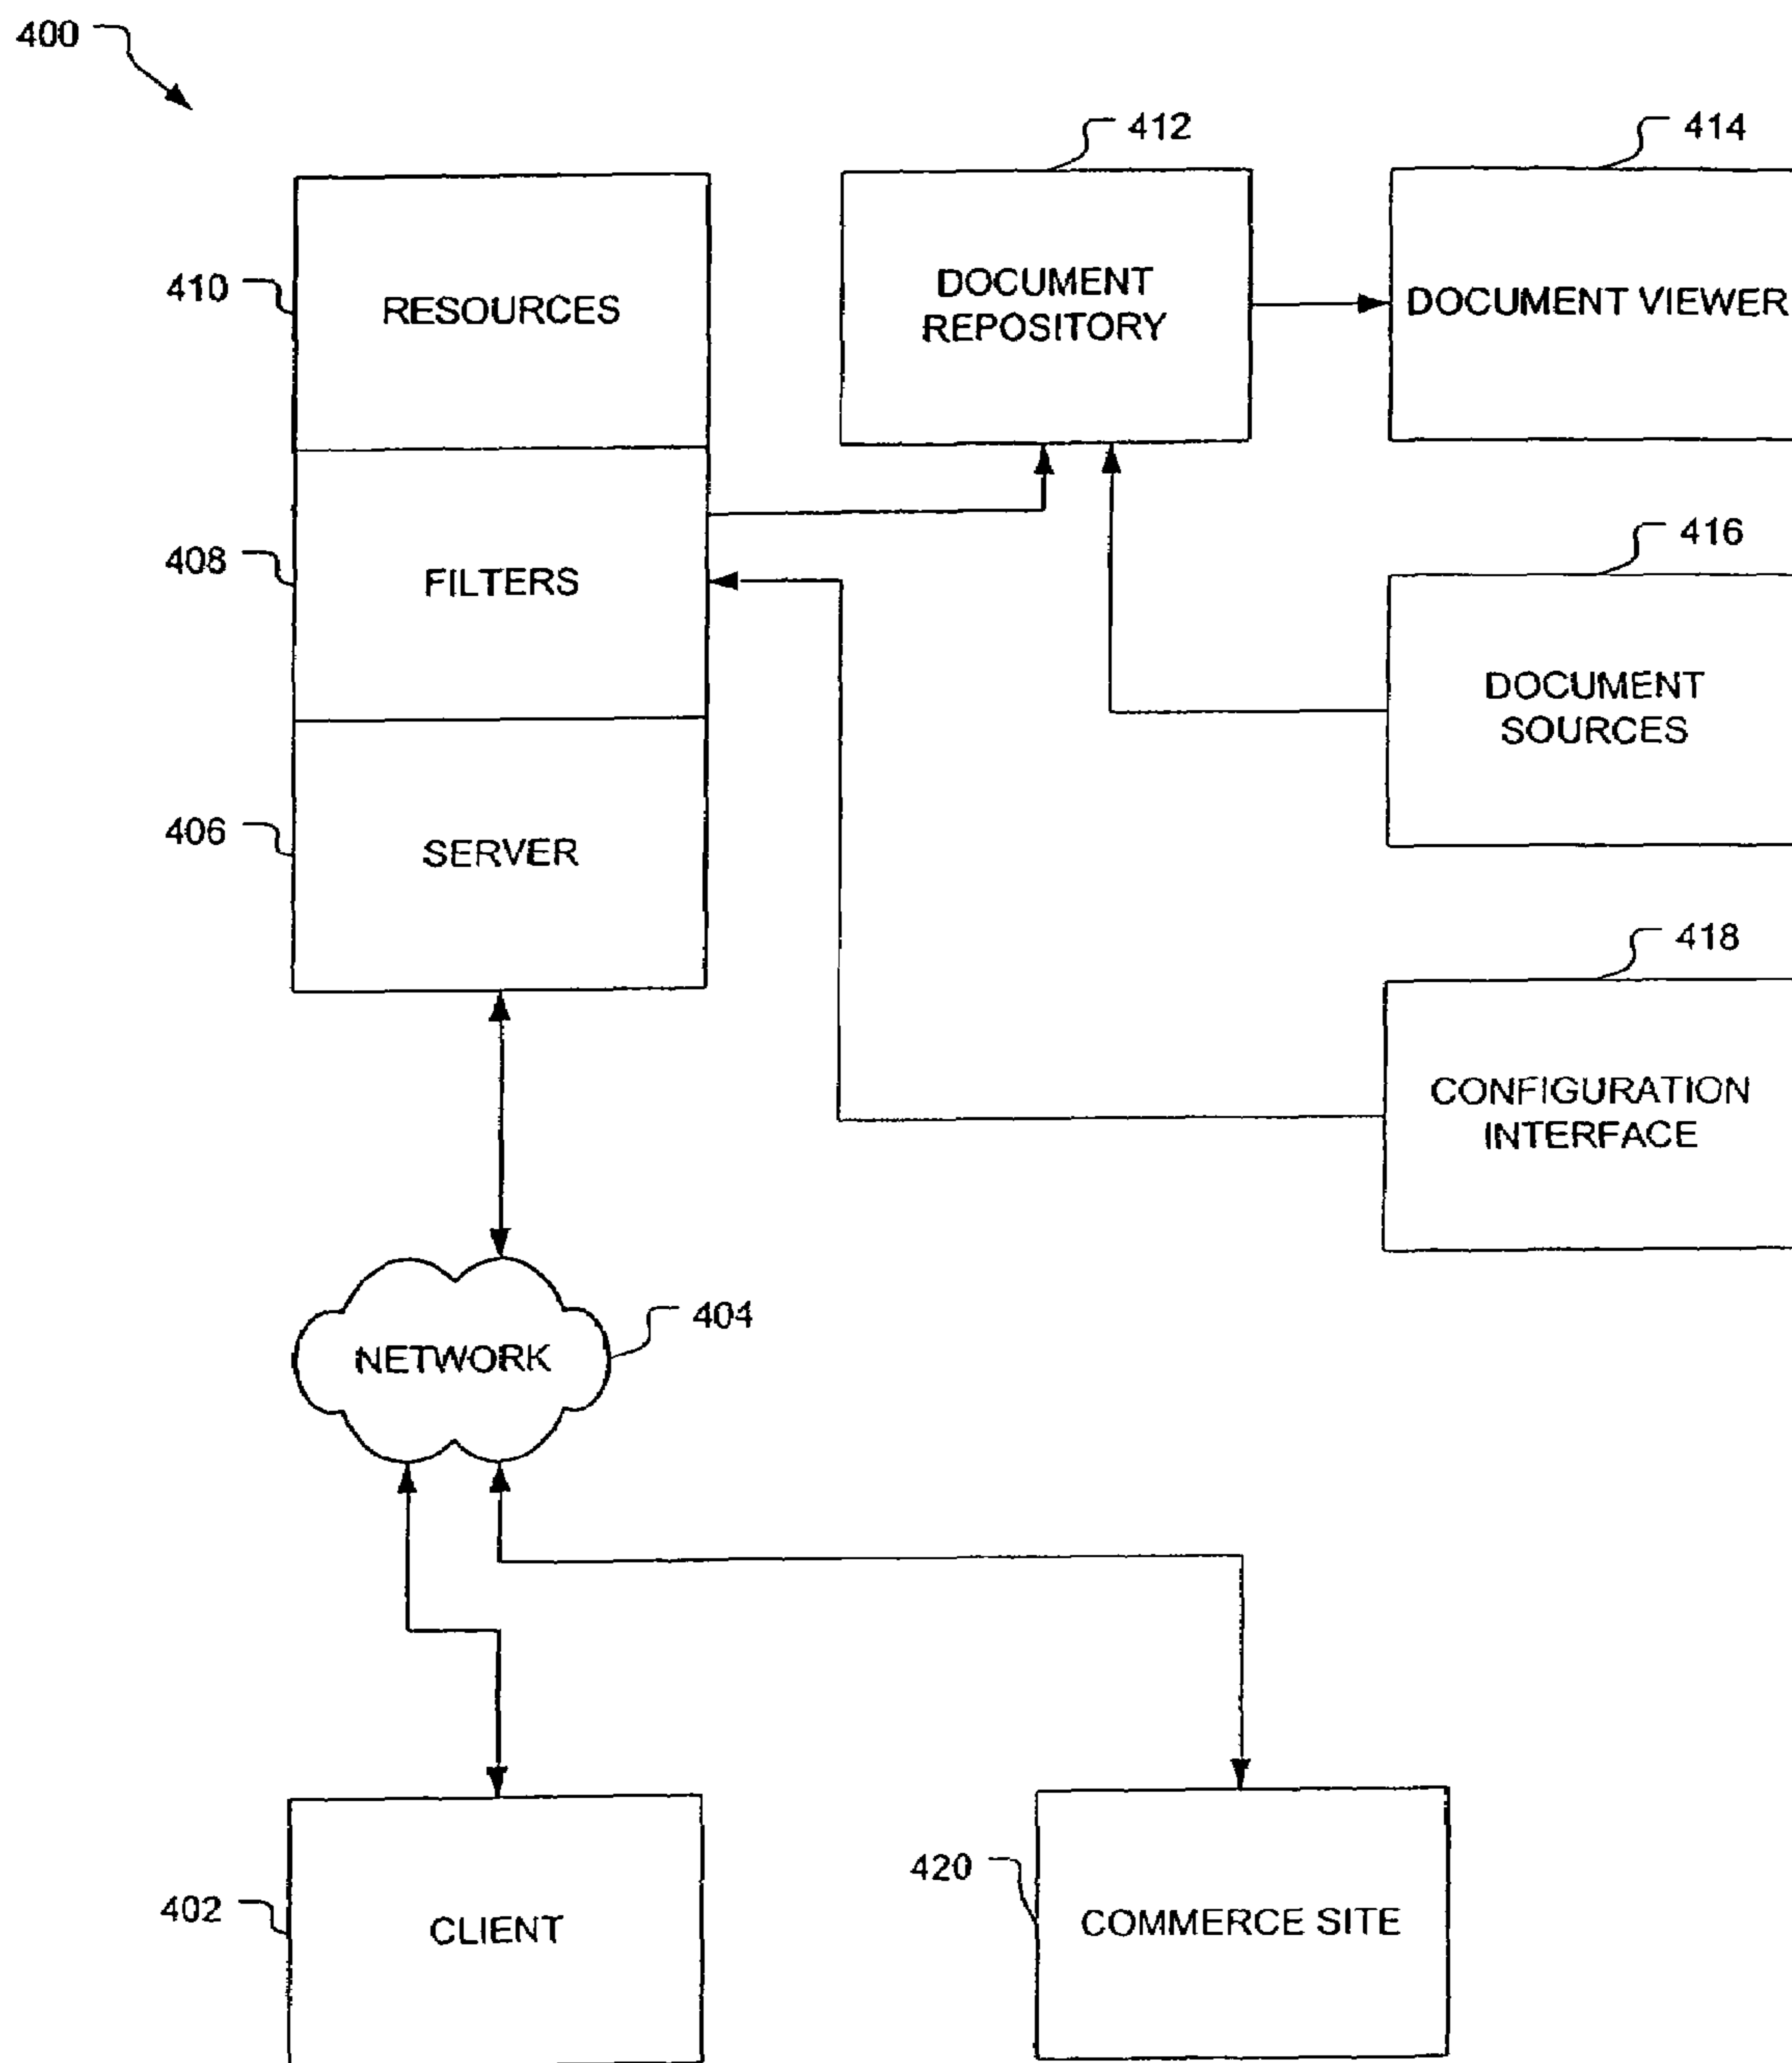 400
412
414
410
RESOURCES
DOCUMENT
REPOSITORY
DOCUMENT VIEWER
408
FILTERS
416
DOCUMENT
SOURCES
406
SERVER
418
CONFIGURATION
INTERFACE
404
NETWORK
402
CLIENT
420
COMMERCE SITE